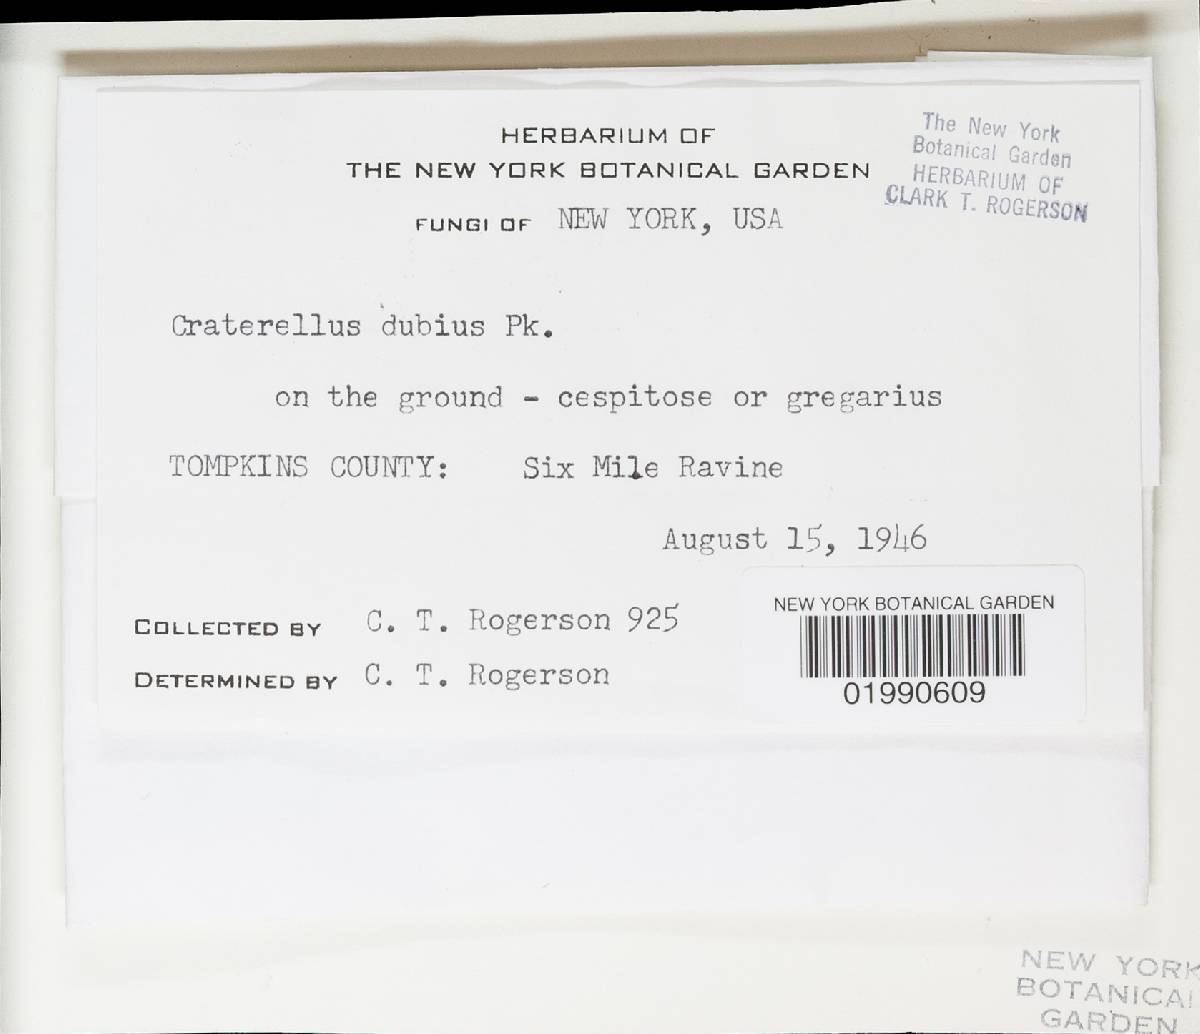 HERBARIUM OF
THE NEW YORK BOTANICAL GARDEN
FUNGI OF NEW YORK, USA
The New York
Botanical Garden
HERBARIUM OF
CLARK T. ROGERSON
Craterellus dubius Pk.
on the ground - cespitose or gregarius
TOMPKINS COUNTY: Six Mile Ravine
August 15, 1946
COLLECTED BY C. T. Rogerson 925
DETERMINED BY C. T. Rogerson
NEW YORK BOTANICAL GARDEN
01990609
NEW YORK
BOTANICAL
GARDEN